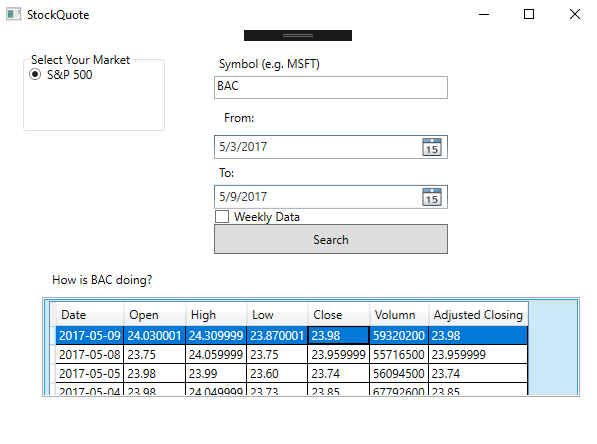 StockQuote
Select Your Market
S&P 500
Symbol (e.g. MSFT)
BAC
From:
5/3/2017 15
To:
5/9/2017 15
Weekly Data
Search
How is BAC doing?
Date Open High Low Close Volumn Adjusted Closing
2017-05-09 24.030001 24.309999 23.870001 23.98 59320200 23.98
2017-05-08 23.75 24.059999 23.75 23.959999 55716500 23.959999
2017-05-05 23.98 23.99 23.60 23.74 56094500 23.74
2017-05-04 23.98 24.049999 23.73 23.85 67792600 23.85